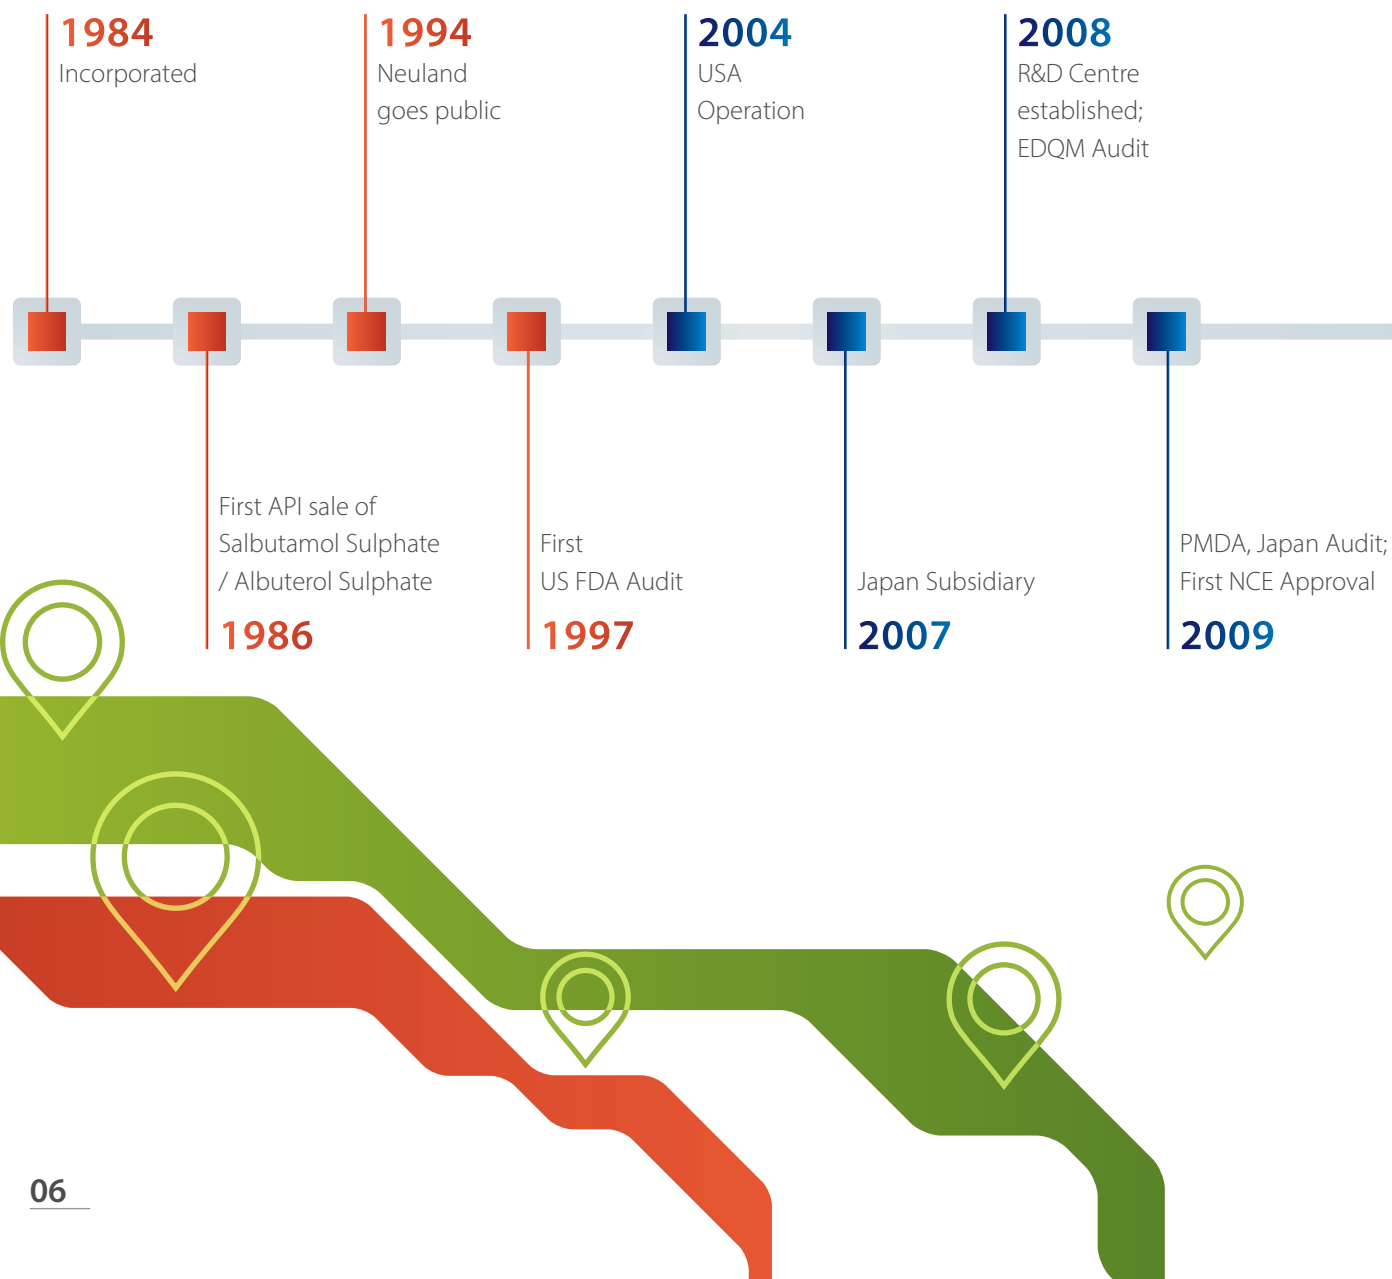 1984
Incorporated
1994
Neuland
goes public
2004
USA
Operation
2008
R&D Centre
established;
EDQM Audit
First API sale of
Salbutamol Sulphate
/ Albuterol Sulphate
1986
First
US FDA Audit
1997
Japan Subsidiary
2007
PMDA, Japan Audit;
First NCE Approval
2009
06